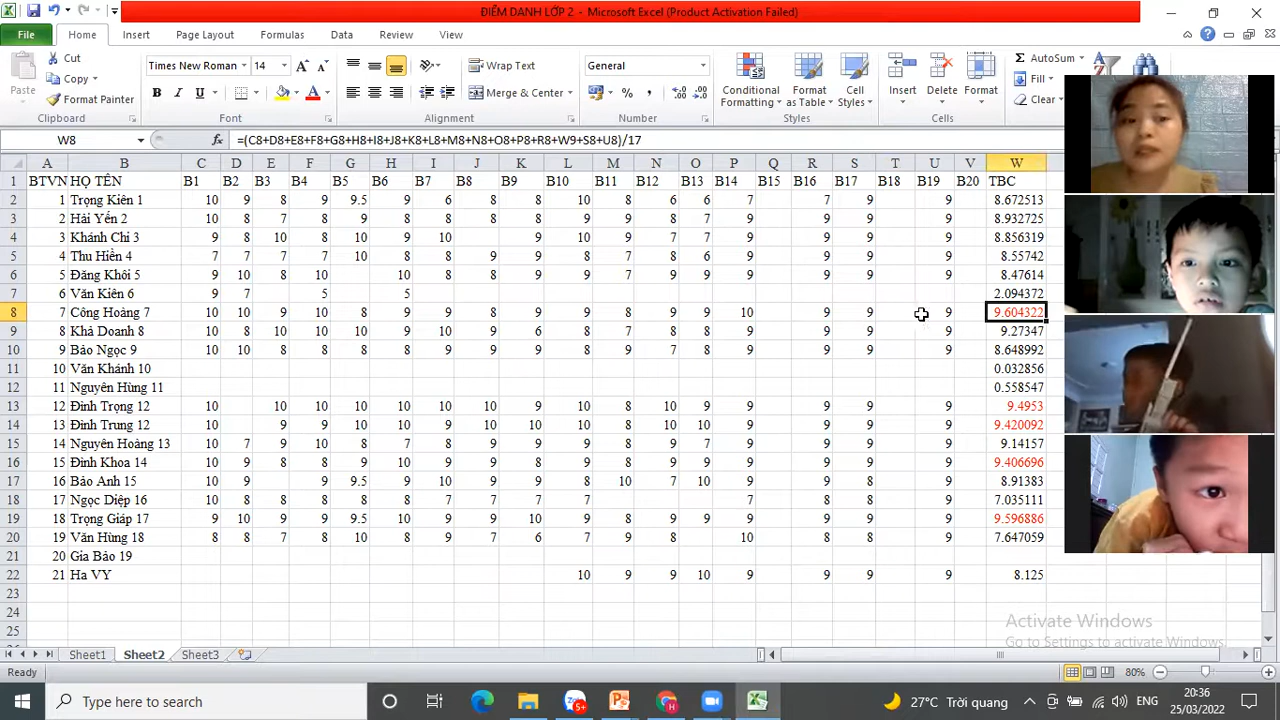 ĐIỂM DANH LỚP 2 - Microsoft Excel (Product Activation Failed)
File Home Insert Page Layout Formulas Data Review View
Cut
Copy
Format Painter
Paste
Clipboard
Times New Roman 14
B I U
Font
Wrap Text
Merge & Center
Alignment
General
Number
Conditional Formatting
Format as Table
Cell Styles
Styles
Insert Delete Format
Cells
AutoSum
Fill
Clear
W8 =(C8+D8+E8+F8+G8+H8+I8+J8+K8+L8+M8+N8+O8+P8+R8+W9+S8+U8)/17
A B C D E F G H I J K L M N O P Q R S T U V W
1 BTVN HỌ TÊN B1 B2 B3 B4 B5 B6 B7 B8 B9 B10 B11 B12 B13 B14 B15 B16 B17 B18 B19 B20 TBC
2 1 Trọng Kiên 1 10 9 8 9 9.5 9 6 8 8 10 8 6 6 7 7 9 9 8.672513
3 2 Hải Yến 2 10 8 7 8 9 8 8 8 8 9 9 8 7 9 9 9 9 8.932725
4 3 Khánh Chi 3 9 8 10 8 10 9 10 9 10 9 7 7 9 9 9 9 8.856319
5 4 Thu Hiền 4 7 7 7 7 10 8 8 9 9 8 7 8 6 9 9 9 9 8.55742
6 5 Đăng Khôi 5 9 10 8 10 10 8 8 9 9 7 9 9 9 9 9 9 8.47614
7 6 Văn Kiên 6 9 7 5 5 2.094372
8 7 Công Hoàng 7 10 10 9 10 8 9 9 8 9 9 8 9 9 10 9 9 9 9.604322
9 8 Khả Doanh 8 10 8 10 10 10 9 10 9 6 8 7 8 8 9 9 9 9 9.27347
10 9 Bảo Ngọc 9 10 10 8 8 8 8 9 9 9 8 9 7 8 9 9 9 9 8.648992
11 10 Văn Khánh 10 0.032856
12 11 Nguyên Hùng 11 0.558547
13 12 Đinh Trọng 12 10 10 10 10 10 10 10 9 10 8 10 9 9 9 9 9 9.4953
14 13 Đinh Trung 12 10 9 9 10 10 10 10 10 10 8 10 10 9 9 9 9 9.420092
15 14 Nguyên Hoàng 13 10 7 9 10 8 7 8 9 9 8 9 9 7 9 9 9 9 9.14157
16 15 Đinh Khoa 14 10 9 8 8 9 10 9 9 8 9 8 9 9 9 9 9 9 9.406696
17 16 Bảo Anh 15 10 9 9 9.5 9 10 9 9 8 10 7 10 9 9 9 9 8.91383
18 17 Ngọc Diệp 16 10 8 8 8 8 8 7 7 7 7 7 8 8 9 7.035111
19 18 Trọng Giáp 17 9 10 9 9 9.5 10 9 9 10 9 8 9 9 9 9 9 9 9.596886
20 19 Văn Hùng 18 8 8 7 8 10 8 9 7 6 7 9 8 10 8 8 9 7.647059
21 20 Gia Bảo 19
22 21 Ha VY 10 9 9 10 9 9 9 9 8.125
23
24
25
Activate Windows
Go to Settings to activate Windows.
Sheet1 Sheet2 Sheet3
Ready 80%
Type here to search 5+ 27°C Trời quang ENG 20:36
25/03/2022